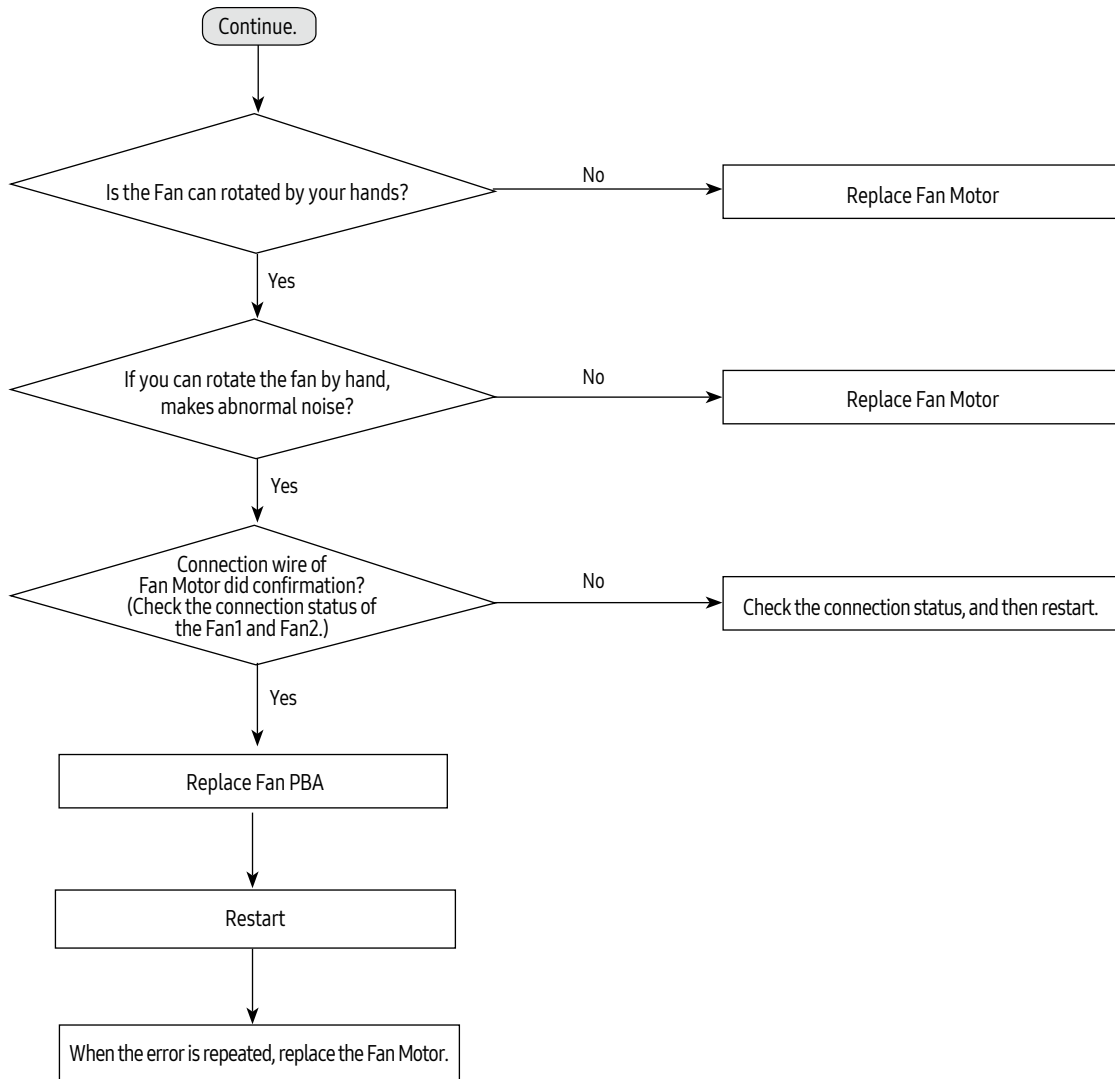 Continue.
Is the Fan can rotated by your hands?
No
Replace Fan Motor
Yes
If you can rotate the fan by hand,
makes abnormal noise?
No
Replace Fan Motor
Yes
Connection wire of
Fan Motor did confirmation?
(Check the connection status of
the Fan1 and Fan2.)
No
Check the connection status, and then restart.
Yes
Replace Fan PBA
Restart
When the error is repeated, replace the Fan Motor.